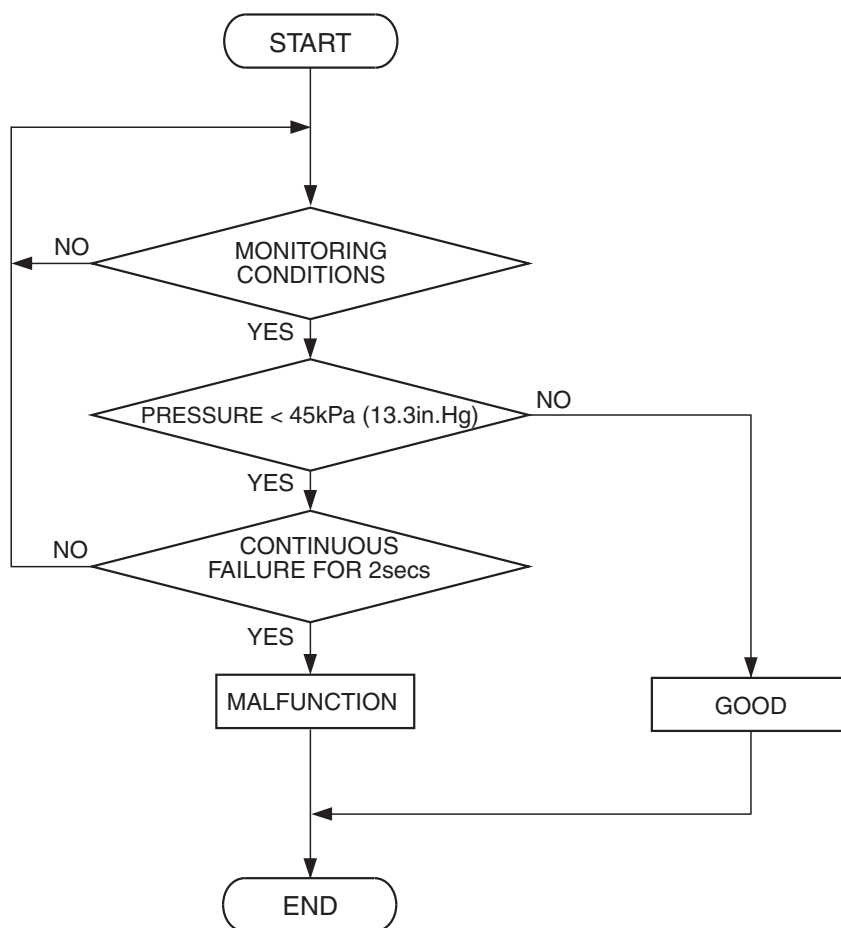 START
MONITORING
CONDITIONS
NO
YES
PRESSURE < 45kPa (13.3in.Hg)
NO
YES
CONTINUOUS
FAILURE FOR 2secs
NO
YES
MALFUNCTION
GOOD
END